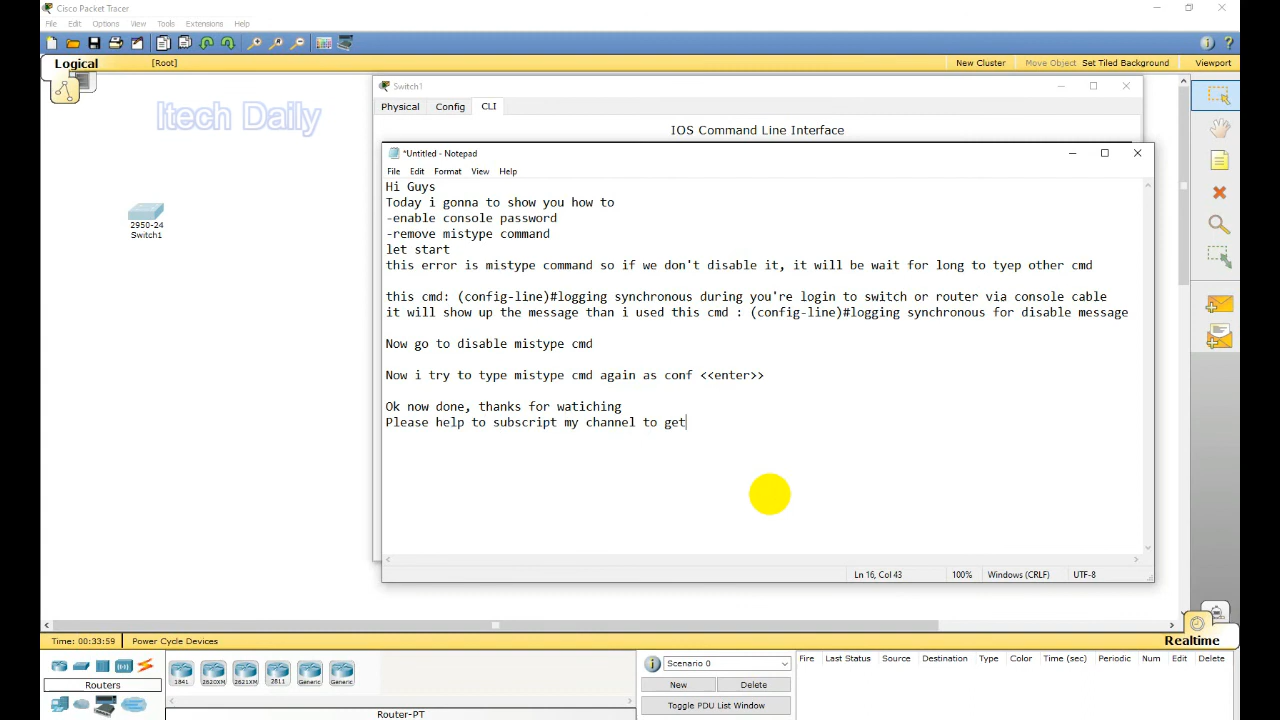 Cisco Packet Tracer
File Edit Options View Tools Extensions Help
Logical
[Root]
New Cluster
Move Object
Set Tiled Background
Viewport
Itech Daily
Switch1
Physical
Config
CLI
IOS Command Line Interface
*Untitled - Notepad
File Edit Format View Help
Hi Guys
Today i gonna to show you how to
-enable console password
-remove mistype command
let start
this error is mistype command so if we don't disable it, it will be wait for long to tyep other cmd
this cmd: (config-line)#logging synchronous during you're login to switch or router via console cable
it will show up the message than i used this cmd : (config-line)#logging synchronous for disable message
Now go to disable mistype cmd
Now i try to type mistype cmd again as conf <<enter>>
Ok now done, thanks for watiching
Please help to subscript my channel to get
Ln 16, Col 43
100%
Windows (CRLF)
UTF-8
2950-24
Switch1
Time: 00:33:59
Power Cycle Devices
Realtime
Routers
1841
2620XM
2621XM
2811
Generic
Generic
Router-PT
Scenario 0
New
Delete
Toggle PDU List Window
Fire Last Status Source Destination Type Color Time (sec) Periodic Num Edit Delete